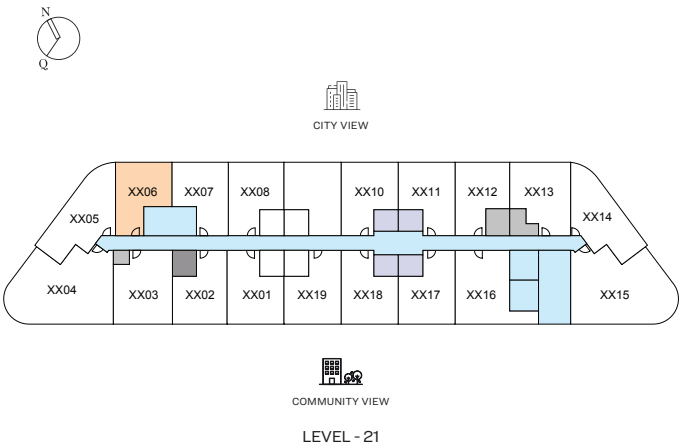 N
Q
CITY VIEW
XX06 XX07 XX08 XX10 XX11 XX12 XX13
XX05 XX14
XX04 XX03 XX02 XX01 XX19 XX18 XX17 XX16 XX15
COMMUNITY VIEW
LEVEL - 21